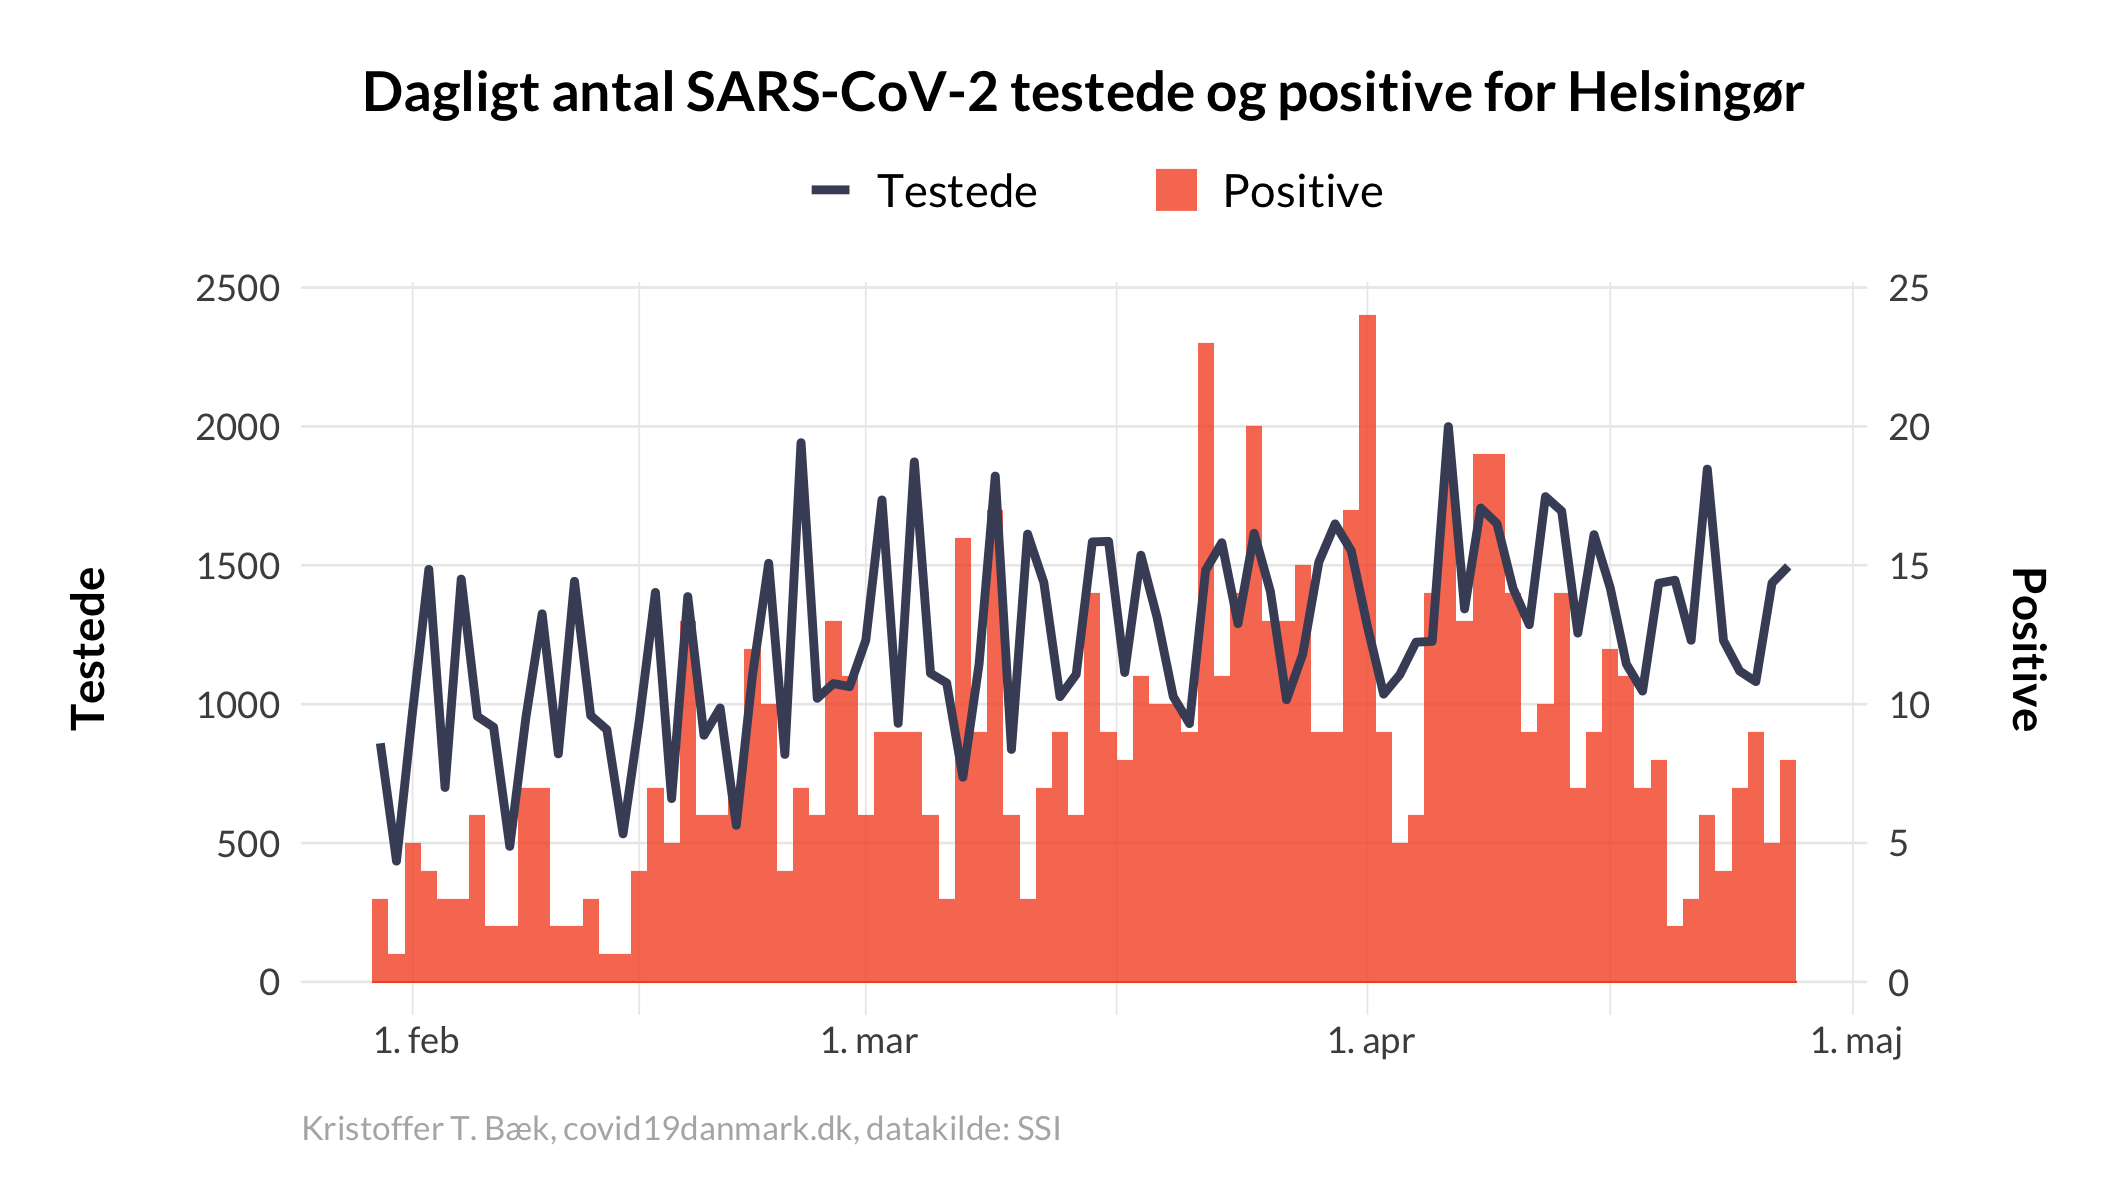 Dagligt antal SARS-CoV-2 testede og positive for Helsingør
Testede Positive
2500 25
2000 20
1500 15
1000 10
500 5
0 0
Testede
Positive
1. feb 1. mar 1. apr 1. maj
Kristoffer T. Bæk, covid19danmark.dk, datakilde: SSI